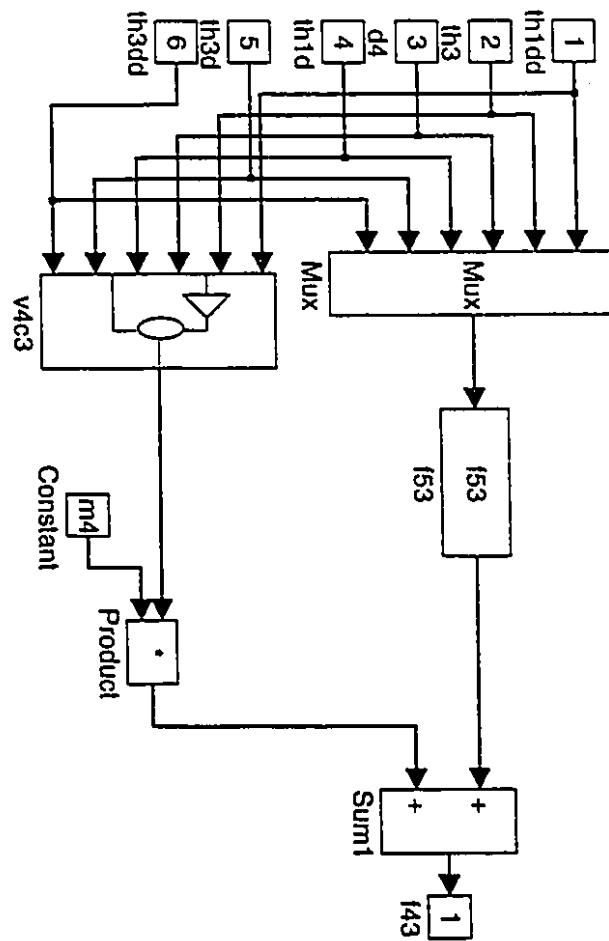 1
th1dd
2
th3
3
d4
4
th1d
5
th3d
6
th3dd
Mux
Mux
f53
f53
+
+
Sum1
1
f43
v4c3
m4
Constant
*
Product